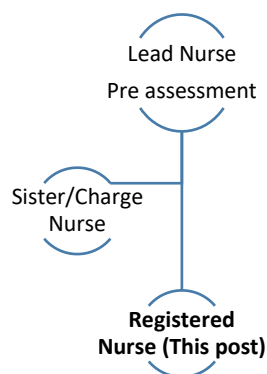 Lead Nurse
Pre assessment
Sister/Charge
Nurse
Registered
Nurse (This post)